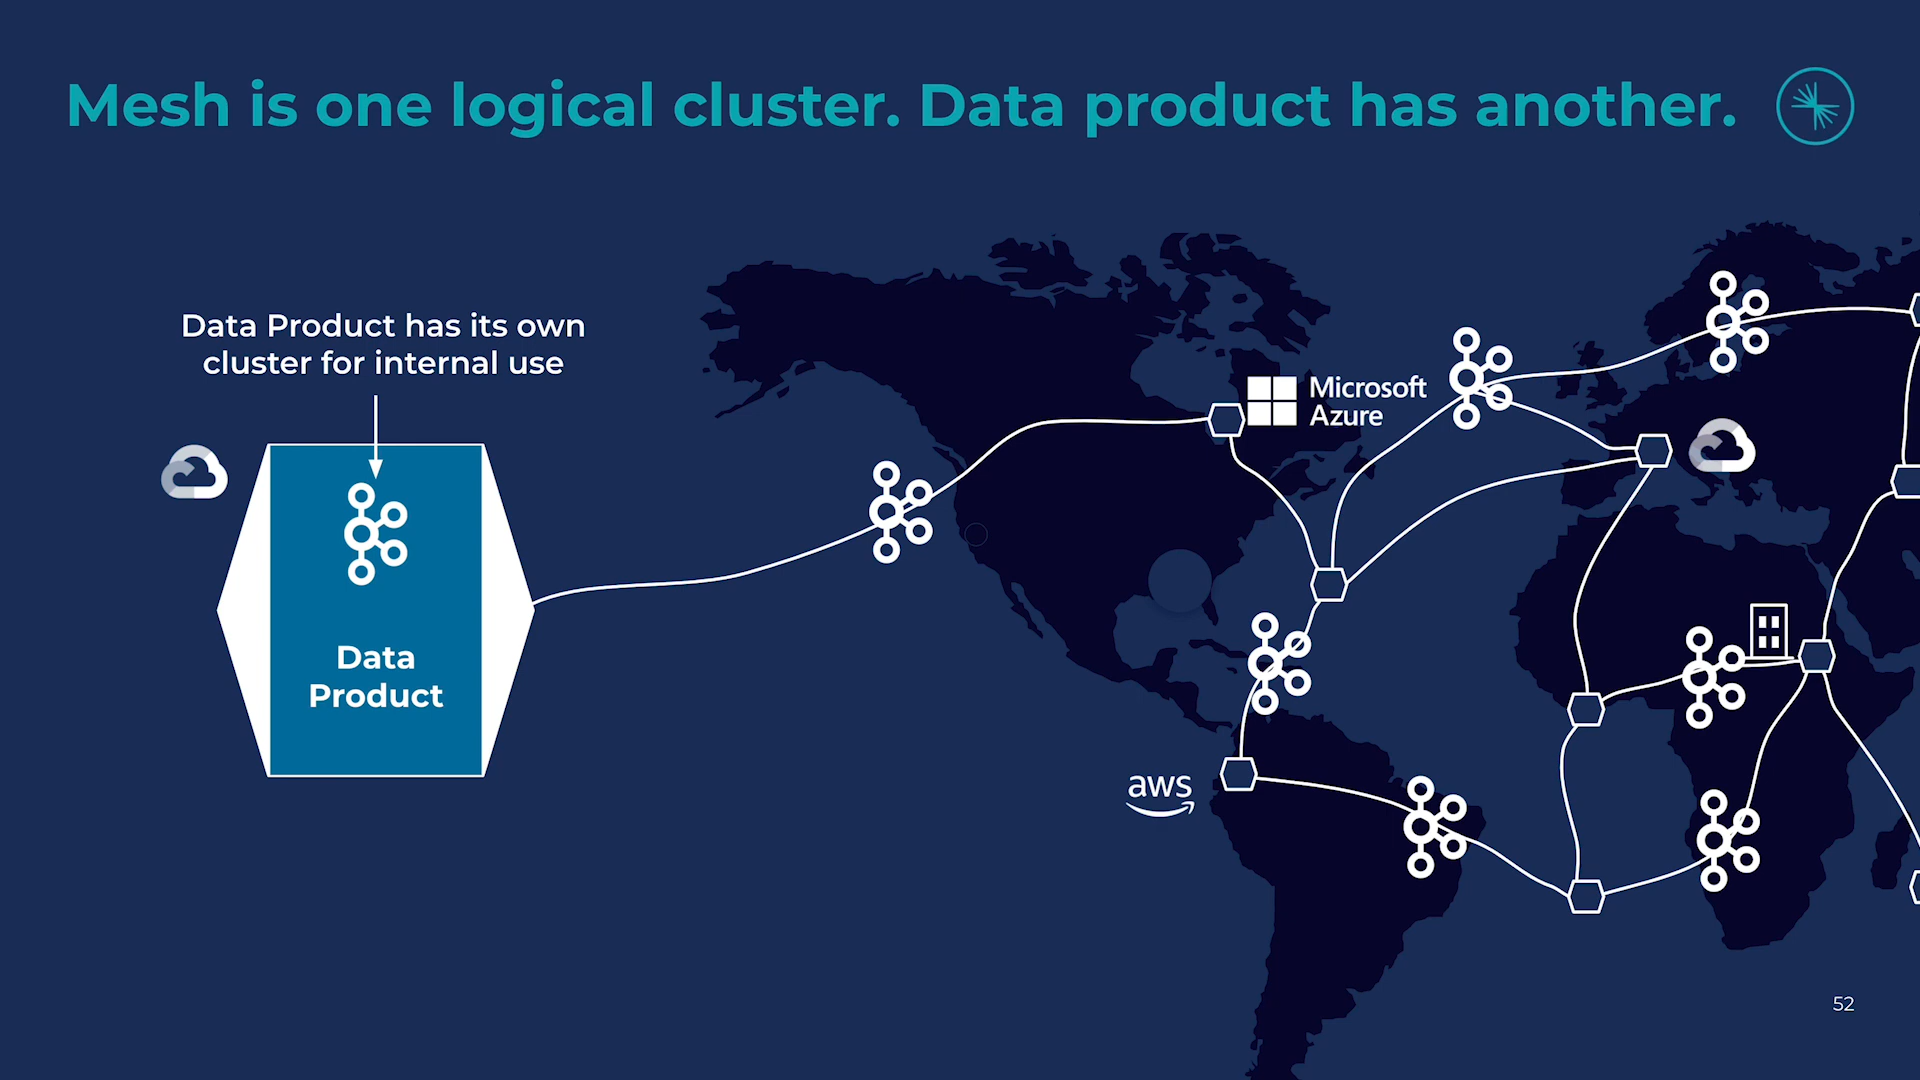 Mesh is one logical cluster. Data product has another.
Data Product has its own
cluster for internal use
Data
Product
Microsoft
Azure
aws
52